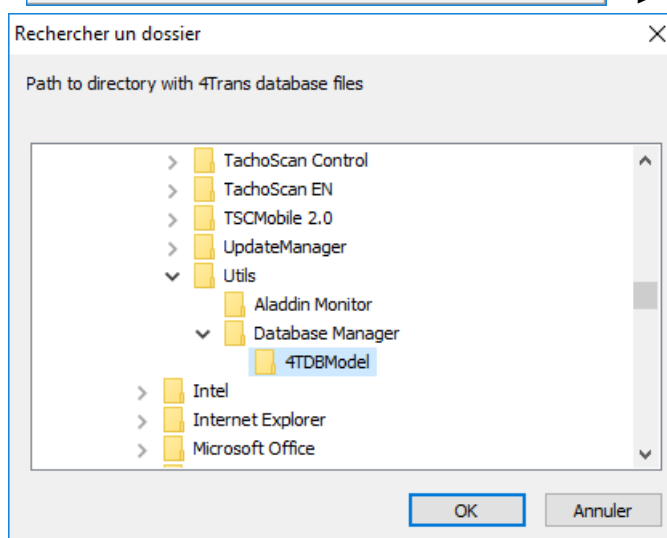 Rechercher un dossier
Path to directory with 4Trans database files
TachoScan Control
TachoScan EN
TSCMobile 2.0
UpdateManager
Utils
Aladdin Monitor
Database Manager
4TDBModel
Intel
Internet Explorer
Microsoft Office
OK Annuler